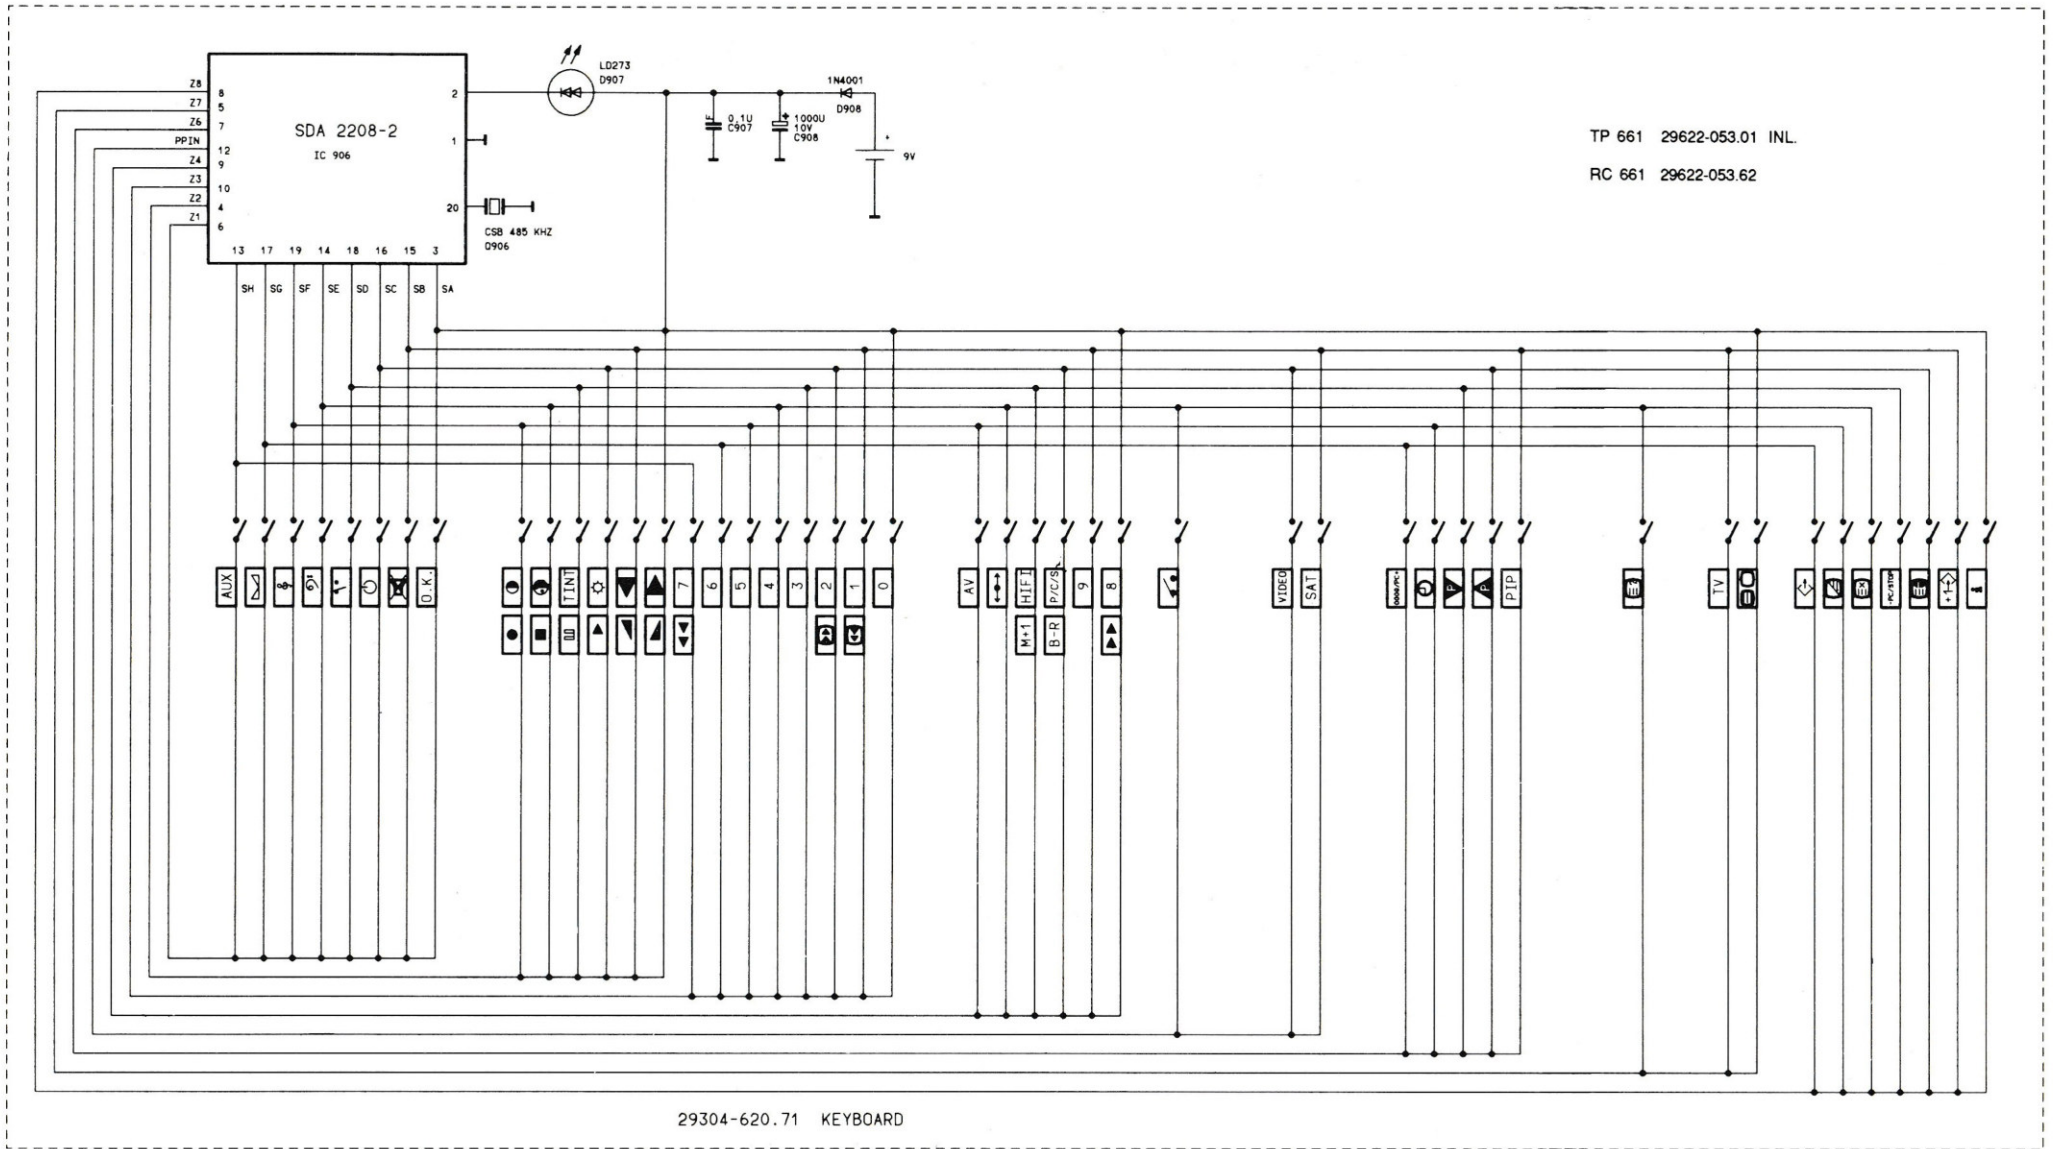 LD273
D907
1N4001
D908
0,1U
C907
+ 1000U
10V
C908
+
9V
TP 661 29622-053.01 INL.
RC 661 29622-053.62
SDA 2208-2
IC 906
Z8 8
Z7 5
Z6 7
PPIN 12
Z4 9
Z3 10
Z2 4
Z1 6
2
1
20
CSB 485 KHZ
Q906
13 17 19 14 18 16 15 3
SH SG SF SE SD SC SB SA
AUX
O.K.
TINT
7
6
5
4
3
2
1
0
AV
HIFI
P/C/S
9
8
M+1
B-R
VIDEO
SAT
P
P
PIP
TV
-PC/STOP
+1
i
29304-620.71 KEYBOARD